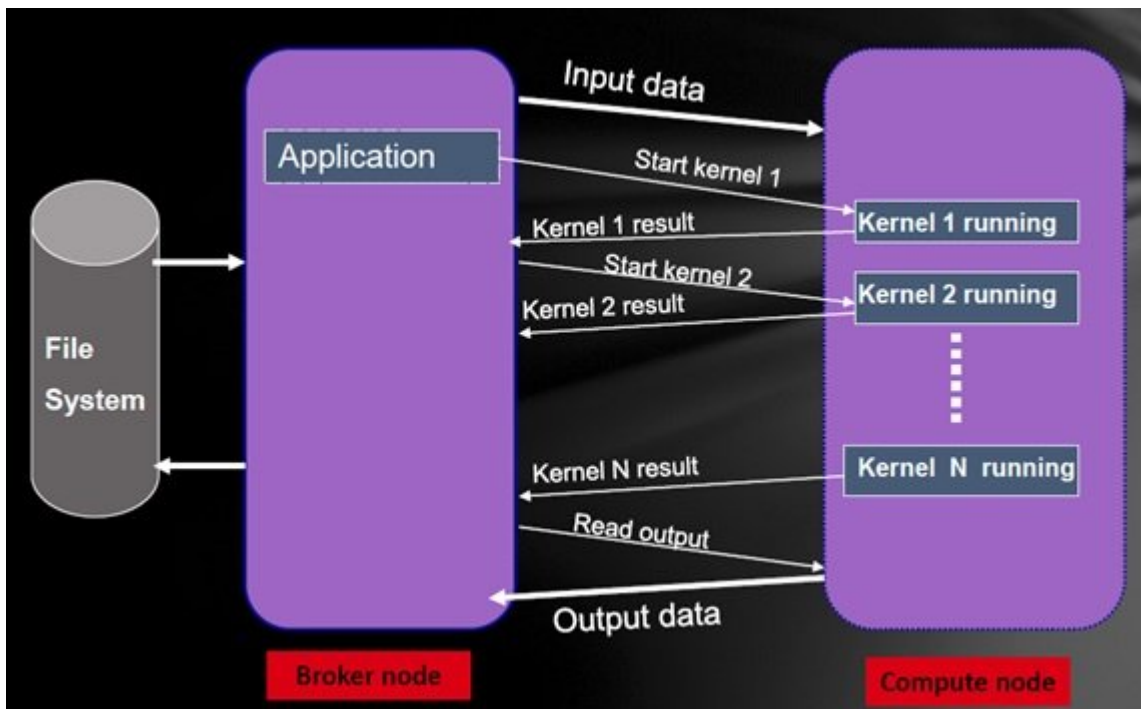 Input data
Application
Start kernel 1
Kernel 1 result
Kernel 1 running
Start kernel 2
Kernel 2 result
Kernel 2 running
File
System
Kernel N result
Kernel N running
Read output
Output data
Broker node
Compute node